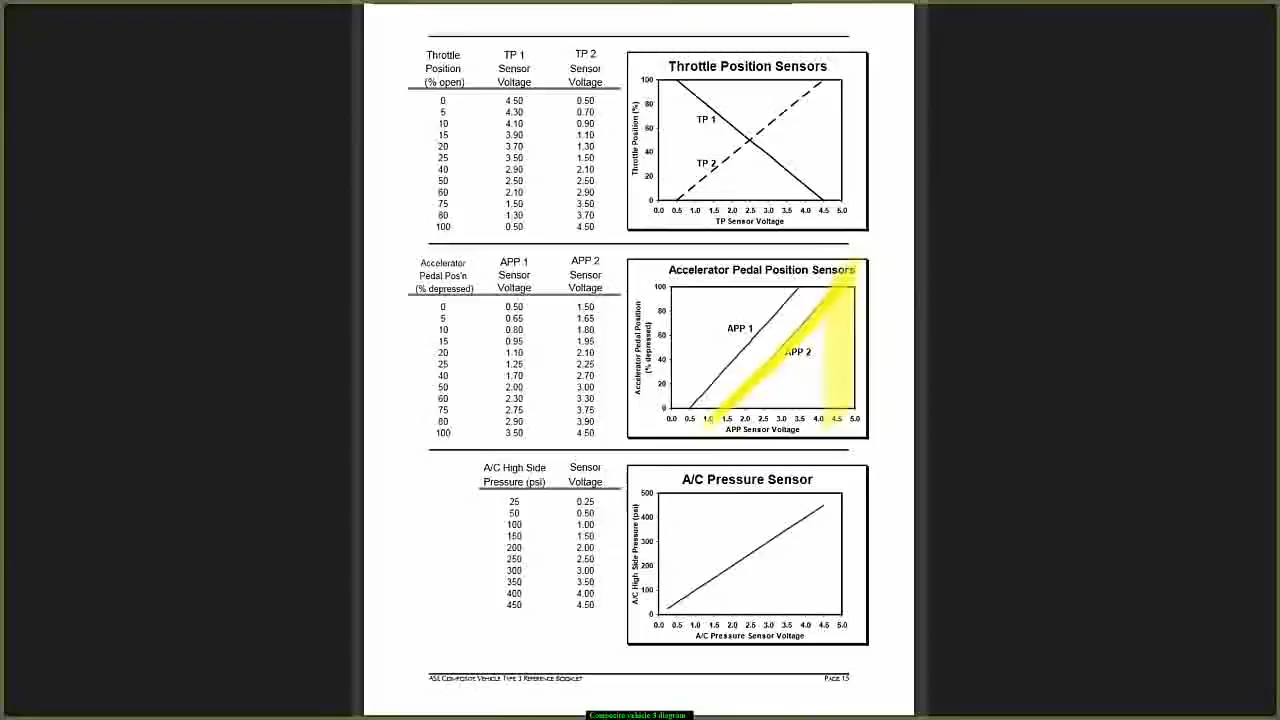 Throttle TP 1 TP 2
Position Sensor Sensor
(% open) Voltage Voltage
0 4.50 0.50
5 4.30 0.70
10 4.10 0.90
15 3.90 1.10
20 3.70 1.30
25 3.50 1.50
40 2.90 2.10
50 2.50 2.50
60 2.10 2.90
75 1.50 3.50
80 1.30 3.70
100 0.50 4.50
Throttle Position Sensors
Throttle Position (%)
100
80
60
40
20
0
TP 1
TP 2
0.0 0.5 1.0 1.5 2.0 2.5 3.0 3.5 4.0 4.5 5.0
TP Sensor Voltage
Accelerator APP 1 APP 2
Pedal Pos'n Sensor Sensor
(% depressed) Voltage Voltage
0 0.50 1.50
5 0.65 1.65
10 0.80 1.80
15 0.95 1.95
20 1.10 2.10
25 1.25 2.25
40 1.70 2.70
50 2.00 3.00
60 2.30 3.30
75 2.75 3.75
80 2.90 3.90
100 3.50 4.50
Accelerator Pedal Position Sensors
Accelerator Pedal Position
(% depressed)
100
80
60
40
20
0
APP 1
APP 2
0.0 0.5 1.0 1.5 2.0 2.5 3.0 3.5 4.0 4.5 5.0
APP Sensor Voltage
A/C High Side Sensor
Pressure (psi) Voltage
25 0.25
50 0.50
100 1.00
150 1.50
200 2.00
250 2.50
300 3.00
350 3.50
400 4.00
450 4.50
A/C Pressure Sensor
A/C High Side Pressure (psi)
500
400
300
200
100
0
0.0 0.5 1.0 1.5 2.0 2.5 3.0 3.5 4.0 4.5 5.0
A/C Pressure Sensor Voltage
ASE COMPOSITE VEHICLE TYPE 3 REFERENCE BOOKLET PAGE 15
Composite vehicle 3 diagram